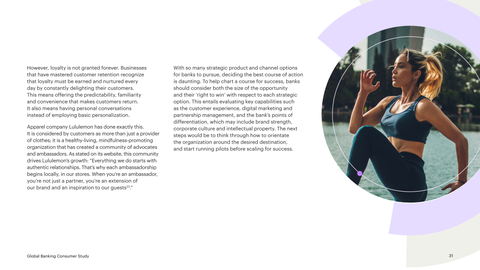 However, loyalty is not granted forever. Businesses
that have mastered customer retention recognize
that loyalty must be earned and nurtured every
day by constantly delighting their customers.
This means offering the predictability, familiarity
and convenience that makes customers return.
It also means having personal conversations
instead of employing basic personalization.
Apparel company Lululemon has done exactly this.
It is considered by customers as more than just a provider
of clothes; it is a healthy-living, mindfulness-promoting
organization that has created a community of advocates
and ambassadors. As stated on its website, this community
drives Lululemon's growth: "Everything we do starts with
authentic relationships. That's why each ambassadorship
begins locally, in our stores. When you're an ambassador,
you're not just a partner, you're an extension of
our brand and an inspiration to our guests."
With so many strategic product and channel options
for banks to pursue, deciding the best course of action
is daunting. To help chart a course for success, banks
should consider both the size of the opportunity
and their 'right to win' with respect to each strategic
option. This entails evaluating key capabilities such
as the customer experience, digital marketing and
partnership management, and the bank's points of
differentiation, which may include brand strength,
corporate culture and intellectual property. The next
steps would be to think through how to orientate
the organization around the desired destination,
and start running pilots before scaling for success.
Global Banking Consumer Study
31